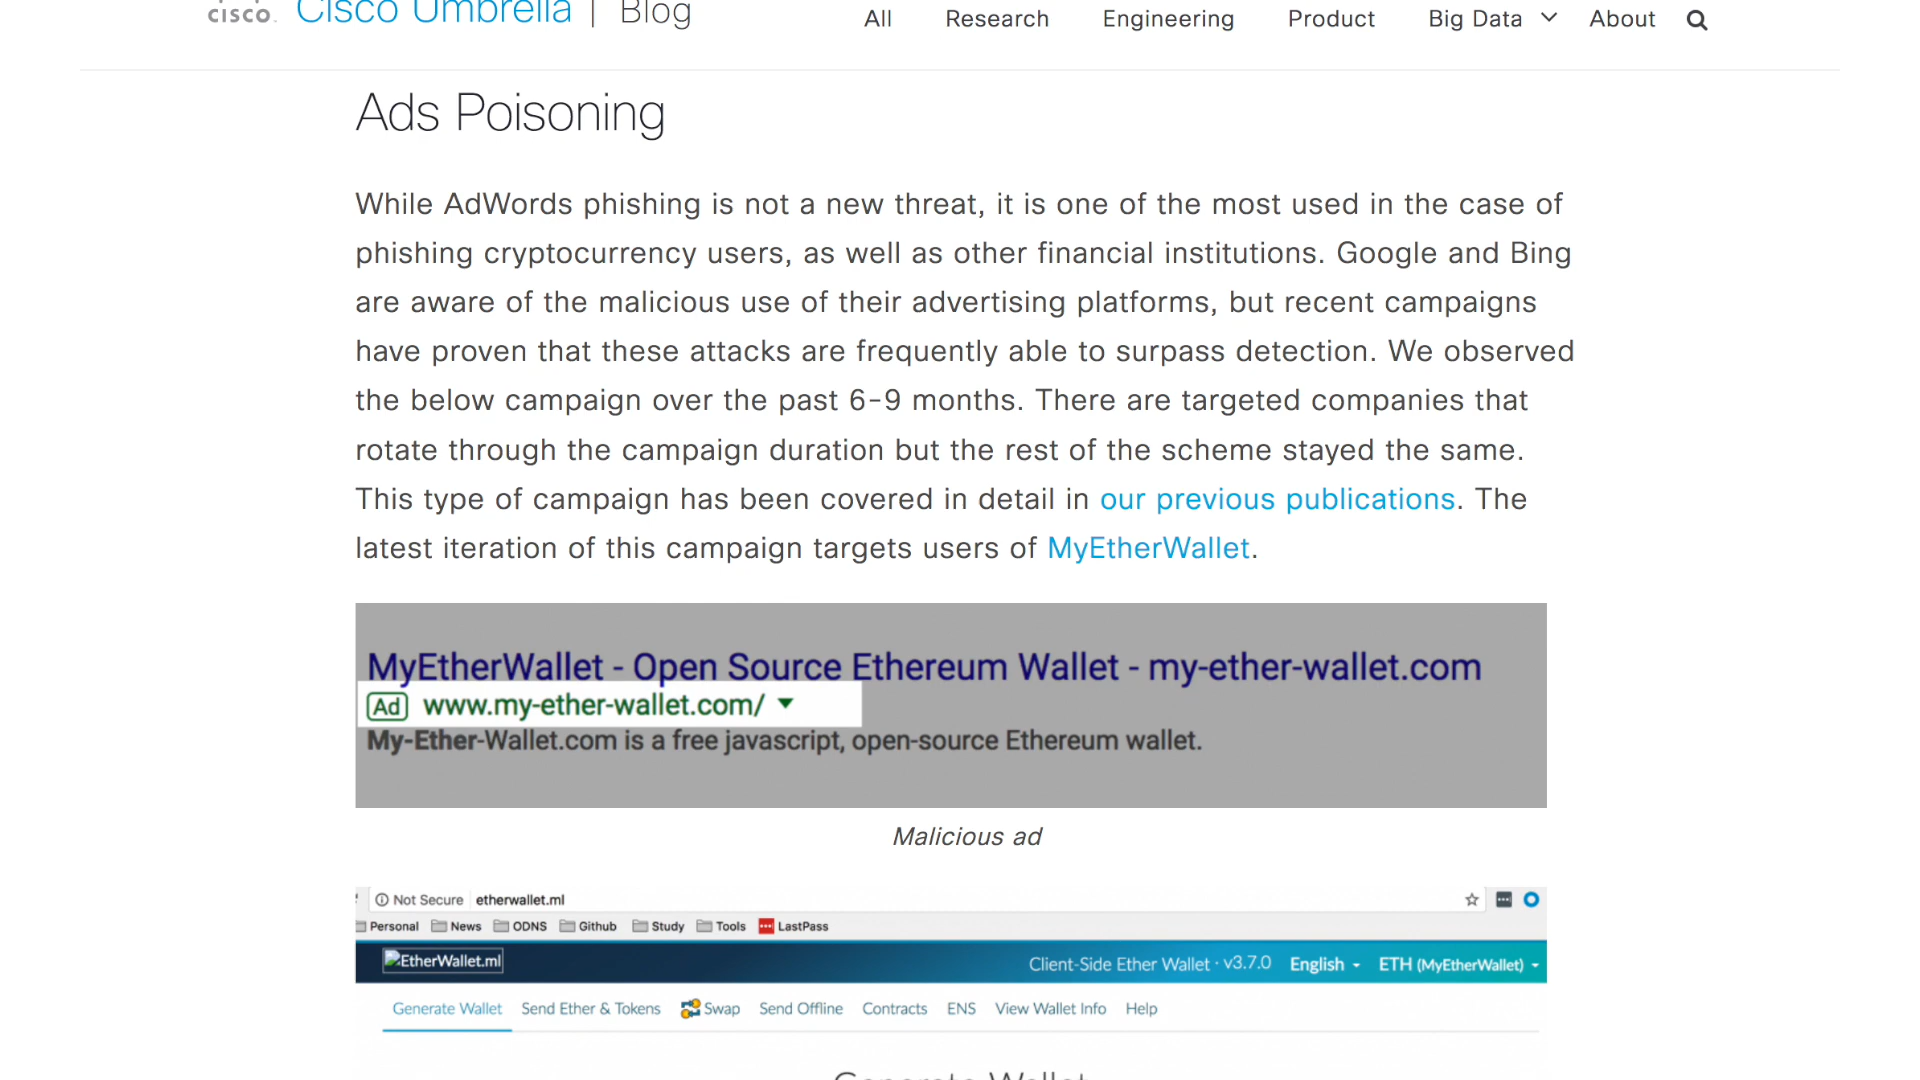 cisco. Cisco Umbrella | Blog All Research Engineering Product Big Data About
Ads Poisoning
While AdWords phishing is not a new threat, it is one of the most used in the case of
phishing cryptocurrency users, as well as other financial institutions. Google and Bing
are aware of the malicious use of their advertising platforms, but recent campaigns
have proven that these attacks are frequently able to surpass detection. We observed
the below campaign over the past 6-9 months. There are targeted companies that
rotate through the campaign duration but the rest of the scheme stayed the same.
This type of campaign has been covered in detail in our previous publications. The
latest iteration of this campaign targets users of MyEtherWallet.
MyEtherWallet - Open Source Ethereum Wallet - my-ether-wallet.com
Ad www.my-ether-wallet.com/
My-Ether-Wallet.com is a free javascript, open-source Ethereum wallet.
Malicious ad
Not Secure etherwallet.ml
Personal News ODNS Github Study Tools LastPass
EtherWallet.ml Client-Side Ether Wallet · v3.7.0 English ETH (MyEtherWallet)
Generate Wallet Send Ether & Tokens Swap Send Offline Contracts ENS View Wallet Info Help
Generate Wallet